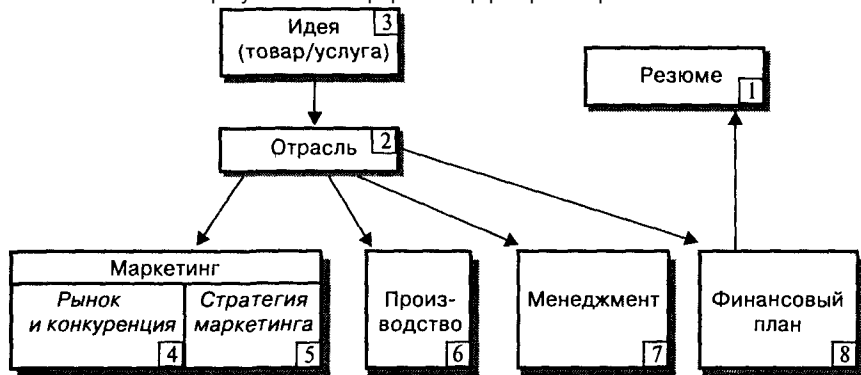 Идея
(товар/услуга)
3
Резюме
1
Отрасль
2
Маркетинг
Рынок
и конкуренция
4
Стратегия
маркетинга
5
Произ-
водство
6
Менеджмент
7
Финансовый
план
8